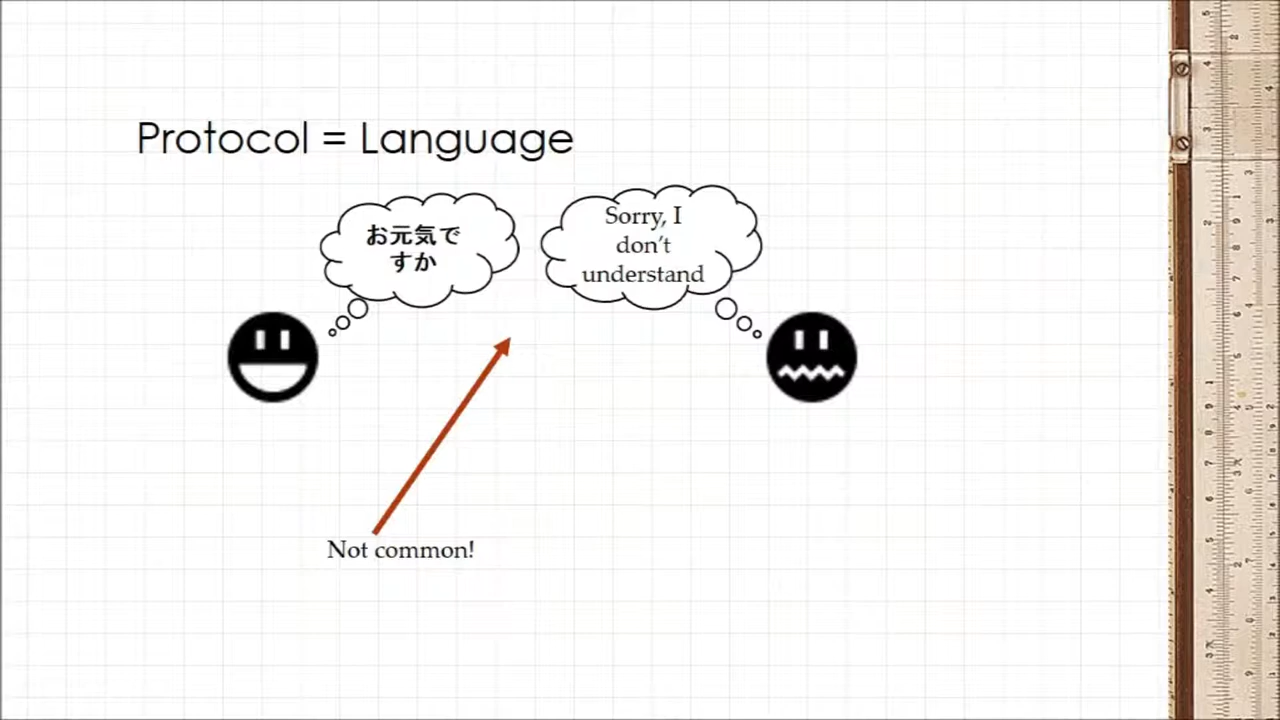 Protocol = Language
お元気で
すか
Sorry, I
don’t
understand
Not common!